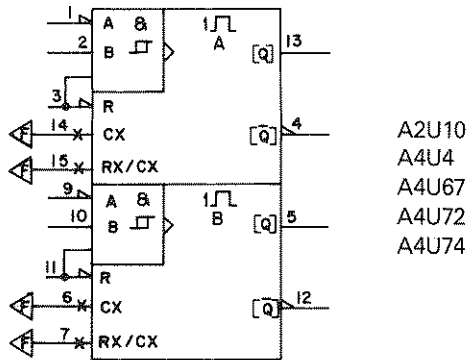 1 A & 1 13
2 B A [Q]
3 R 4
14 CX [Q̅]
F
15 RX/CX
F
9 A & 1
10 B B [Q] 5
11 R
6 CX [Q̅] 12
F
7 RX/CX
F
A2U10
A4U4
A4U67
A4U72
A4U74